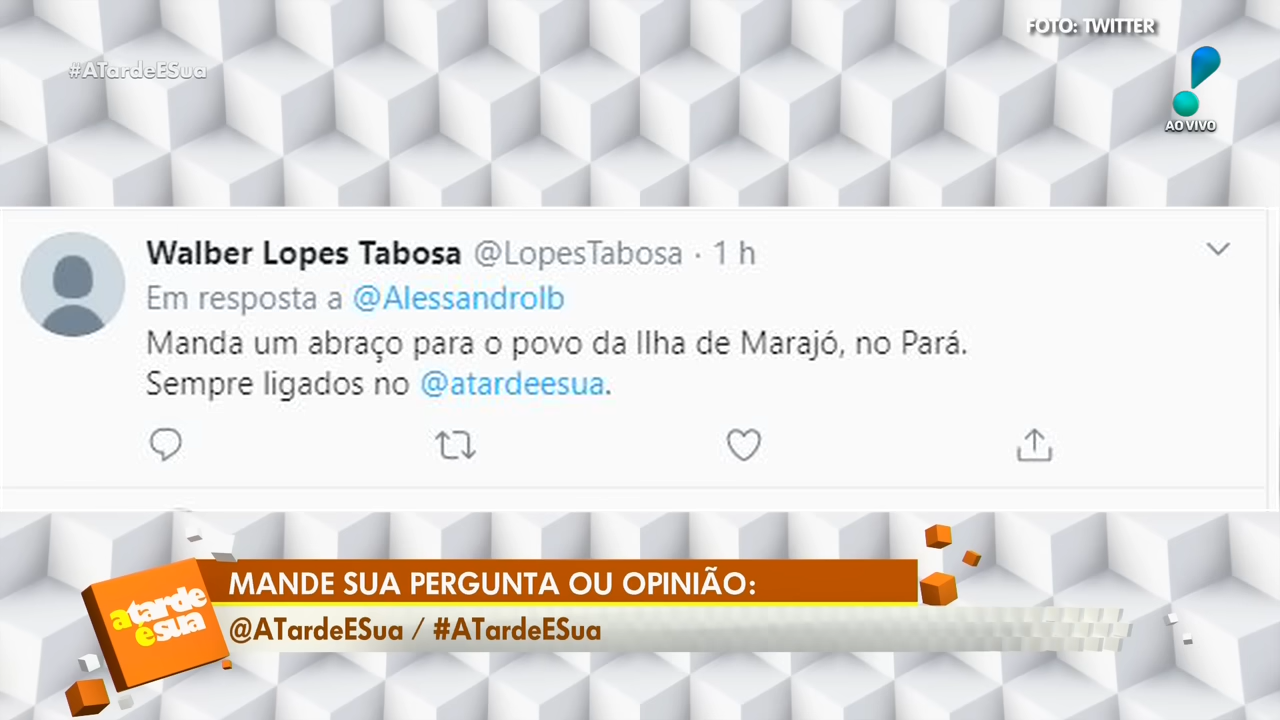 FOTO: TWITTER
#ATardeESua
AO VIVO
Walber Lopes Tabosa @LopesTabosa · 1 h
Em resposta a @Alessandrolb
Manda um abraço para o povo da Ilha de Marajó, no Pará.
Sempre ligados no @atardeesua.
MANDE SUA PERGUNTA OU OPINIÃO:
a tarde
é sua
@ATardeESua / #ATardeESua